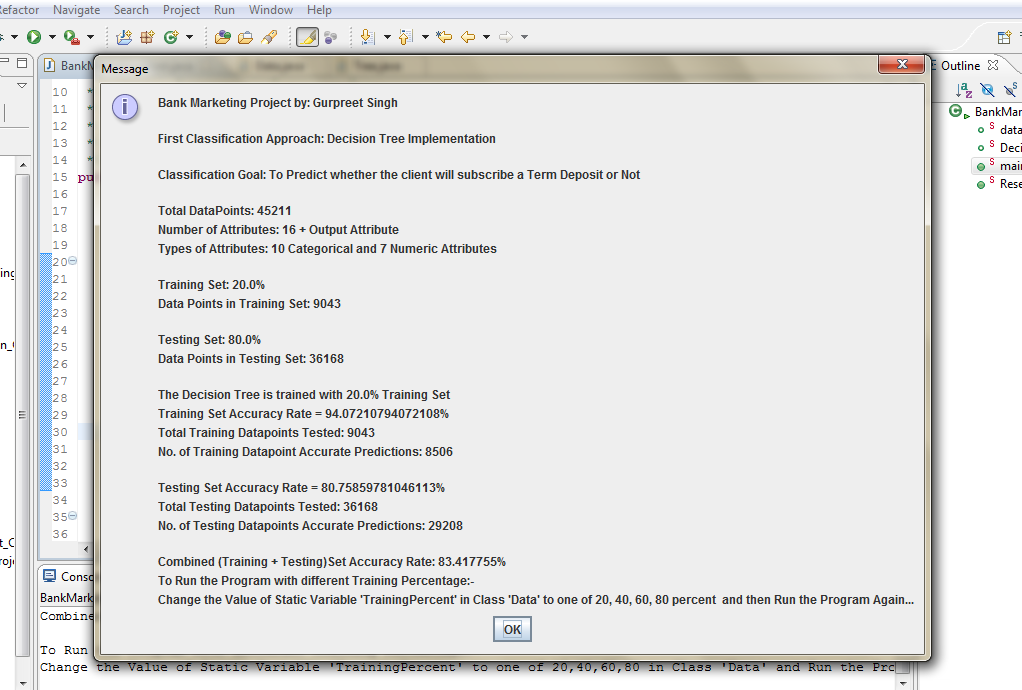 Refactor Navigate Search Project Run Window Help
BankM
Message
Outline
Bank Marketing Project by: Gurpreet Singh
First Classification Approach: Decision Tree Implementation
Classification Goal: To Predict whether the client will subscribe a Term Deposit or Not
Total DataPoints: 45211
Number of Attributes: 16 + Output Attribute
Types of Attributes: 10 Categorical and 7 Numeric Attributes
Training Set: 20.0%
Data Points in Training Set: 9043
Testing Set: 80.0%
Data Points in Testing Set: 36168
The Decision Tree is trained with 20.0% Training Set
Training Set Accuracy Rate = 94.07210794072108%
Total Training Datapoints Tested: 9043
No. of Training Datapoint Accurate Predictions: 8506
Testing Set Accuracy Rate = 80.75859781046113%
Total Testing Datapoints Tested: 36168
No. of Testing Datapoints Accurate Predictions: 29208
Combined (Training + Testing)Set Accuracy Rate: 83.417755%
To Run the Program with different Training Percentage:-
Change the Value of Static Variable 'TrainingPercent' in Class 'Data' to one of 20, 40, 60, 80 percent and then Run the Program Again...
OK
10
11
12
13
14
15 pu
16
17
18
19
20
21
22
23
24
25
26
27
28
29
30
31
32
33
34
35
36
BankMar
data
Deci
mair
Rese
ing
n_
t_C
roj
Conso
BankMark
Combine
To Run
Change the Value of Static Variable 'TrainingPercent' to one of 20,40,60,80 in Class 'Data' and Run the Prc